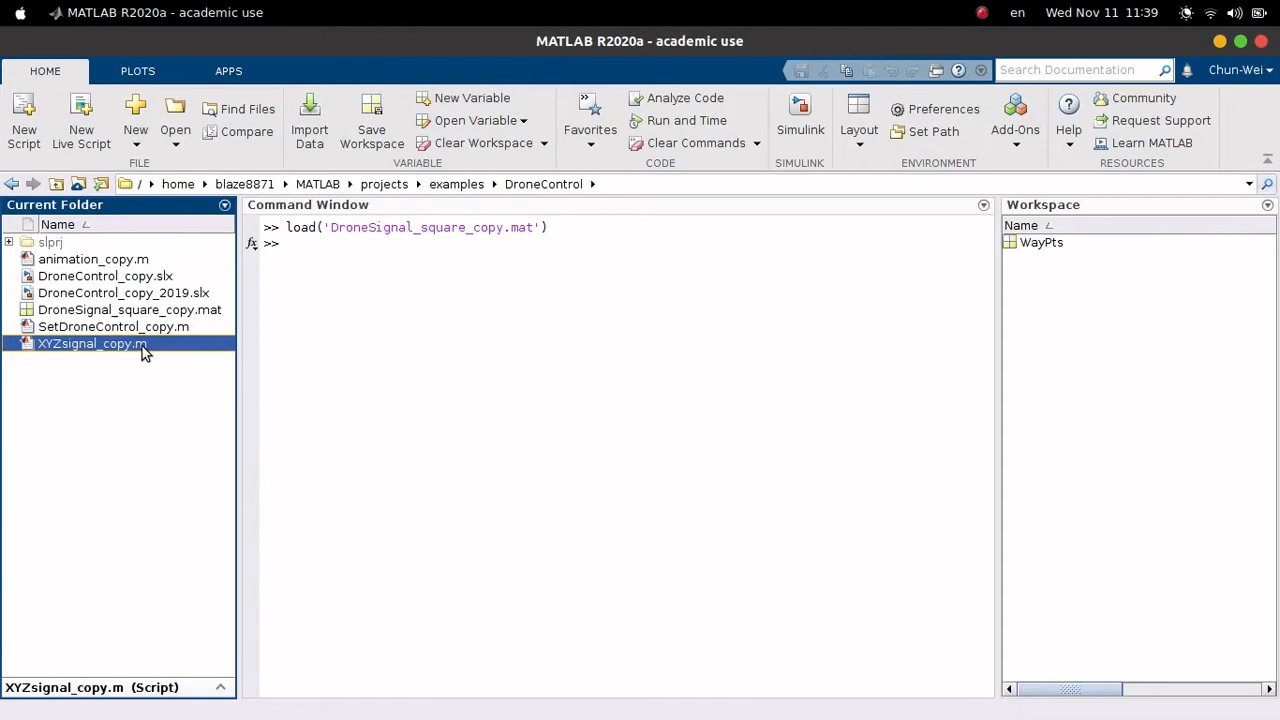 MATLAB R2020a - academic use
en
Wed Nov 11 11:39
MATLAB R2020a - academic use
HOME
PLOTS
APPS
Search Documentation
Chun-Wei
New Script
New Live Script
New
Open
Find Files
Compare
FILE
Import Data
Save Workspace
New Variable
Open Variable
Clear Workspace
VARIABLE
Favorites
Analyze Code
Run and Time
Clear Commands
CODE
Simulink
SIMULINK
Layout
Preferences
Set Path
Add-Ons
ENVIRONMENT
Help
Community
Request Support
Learn MATLAB
RESOURCES
/ home blaze8871 MATLAB projects examples DroneControl
Current Folder
Name
slprj
animation_copy.m
DroneControl_copy.slx
DroneControl_copy_2019.slx
DroneSignal_square_copy.mat
SetDroneControl_copy.m
XYZsignal_copy.m
XYZsignal_copy.m (Script)
Command Window
>> load('DroneSignal_square_copy.mat')
fx >>
Workspace
Name
WayPts